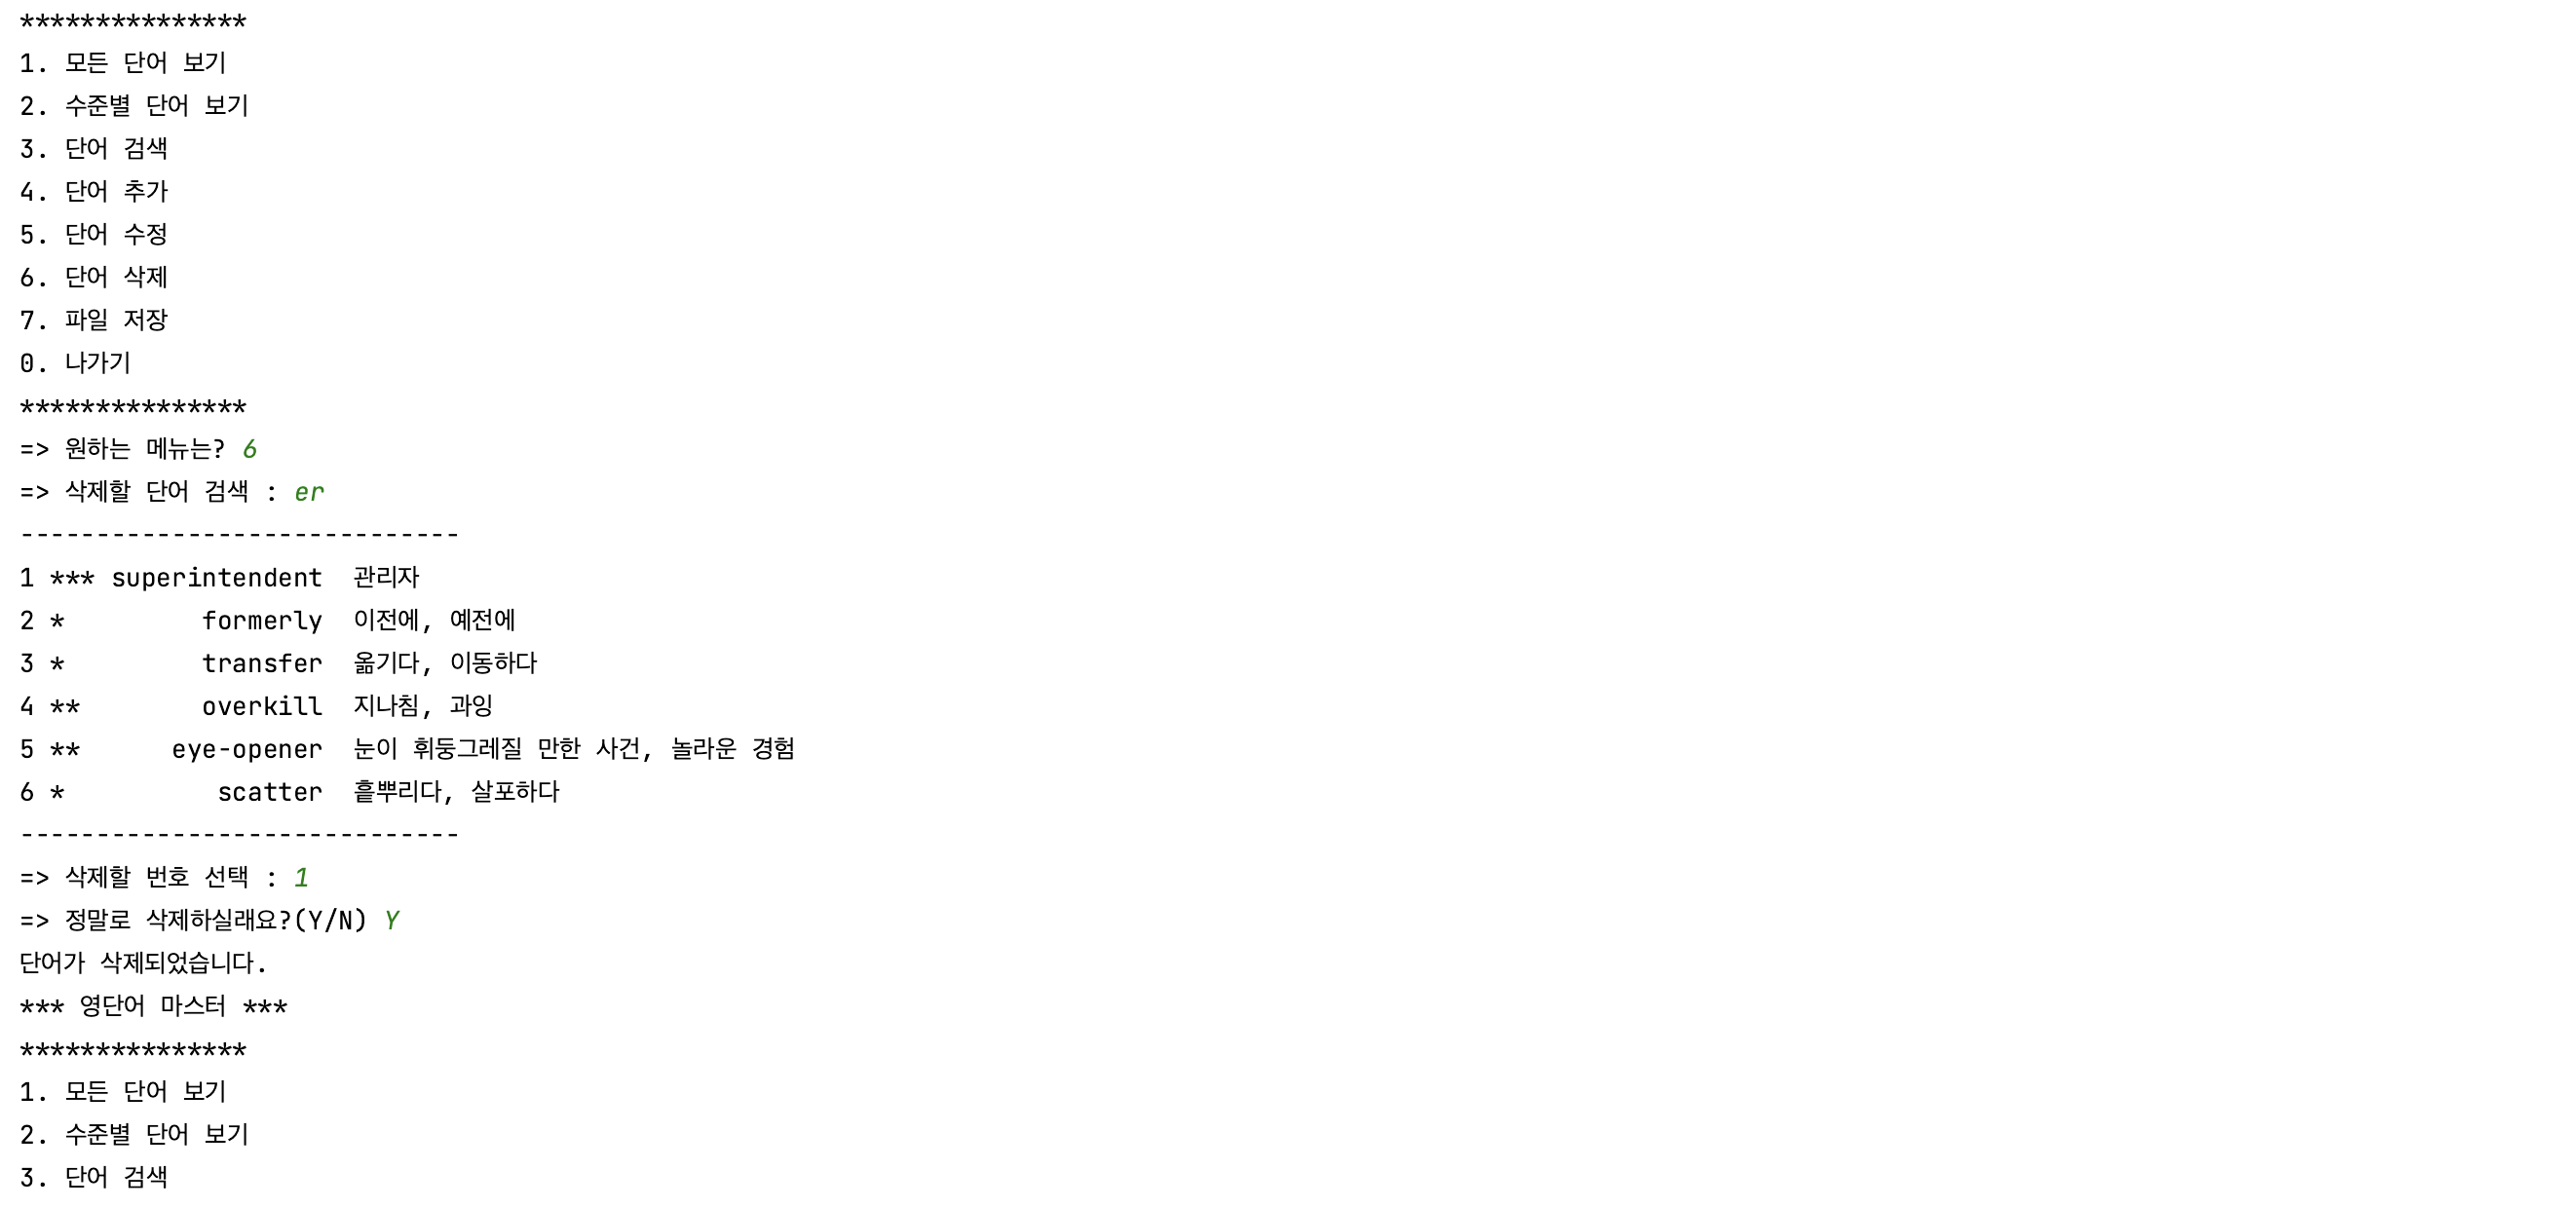 ***************
1. 모든 단어 보기
2. 수준별 단어 보기
3. 단어 검색
4. 단어 추가
5. 단어 수정
6. 단어 삭제
7. 파일 저장
0. 나가기
***************
=> 원하는 메뉴는? 6
=> 삭제할 단어 검색 : er
-----------------------------
1 *** superintendent  관리자
2 *         formerly  이전에, 예전에
3 *         transfer  옮기다, 이동하다
4 **        overkill  지나침, 과잉
5 **      eye-opener  눈이 휘둥그레질 만한 사건, 놀라운 경험
6 *          scatter  흩뿌리다, 살포하다
-----------------------------
=> 삭제할 번호 선택 : 1
=> 정말로 삭제하실래요?(Y/N) Y
단어가 삭제되었습니다.
*** 영단어 마스터 ***
***************
1. 모든 단어 보기
2. 수준별 단어 보기
3. 단어 검색